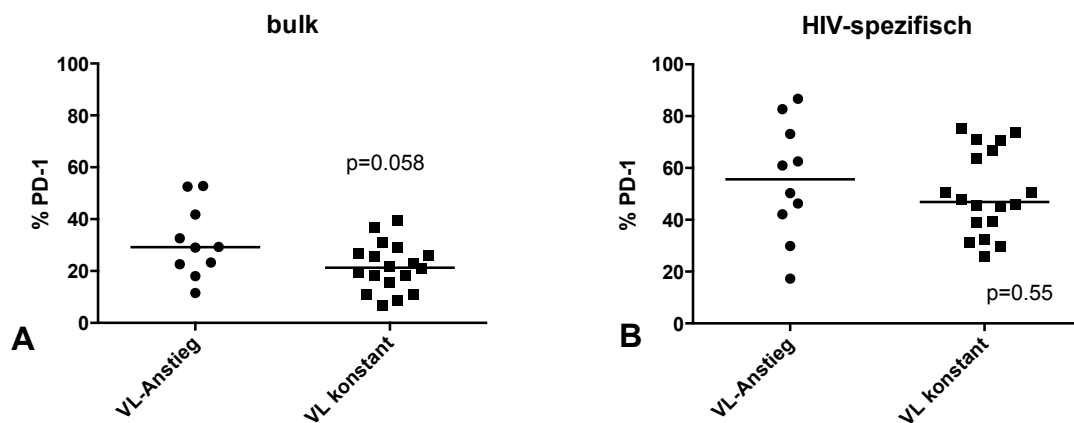 bulk
100
80
60
40
20
0
% PD-1
p=0.058
VL-Anstieg
VL konstant
A
HIV-spezifisch
100
80
60
40
20
0
% PD-1
p=0.55
VL-Anstieg
VL konstant
B